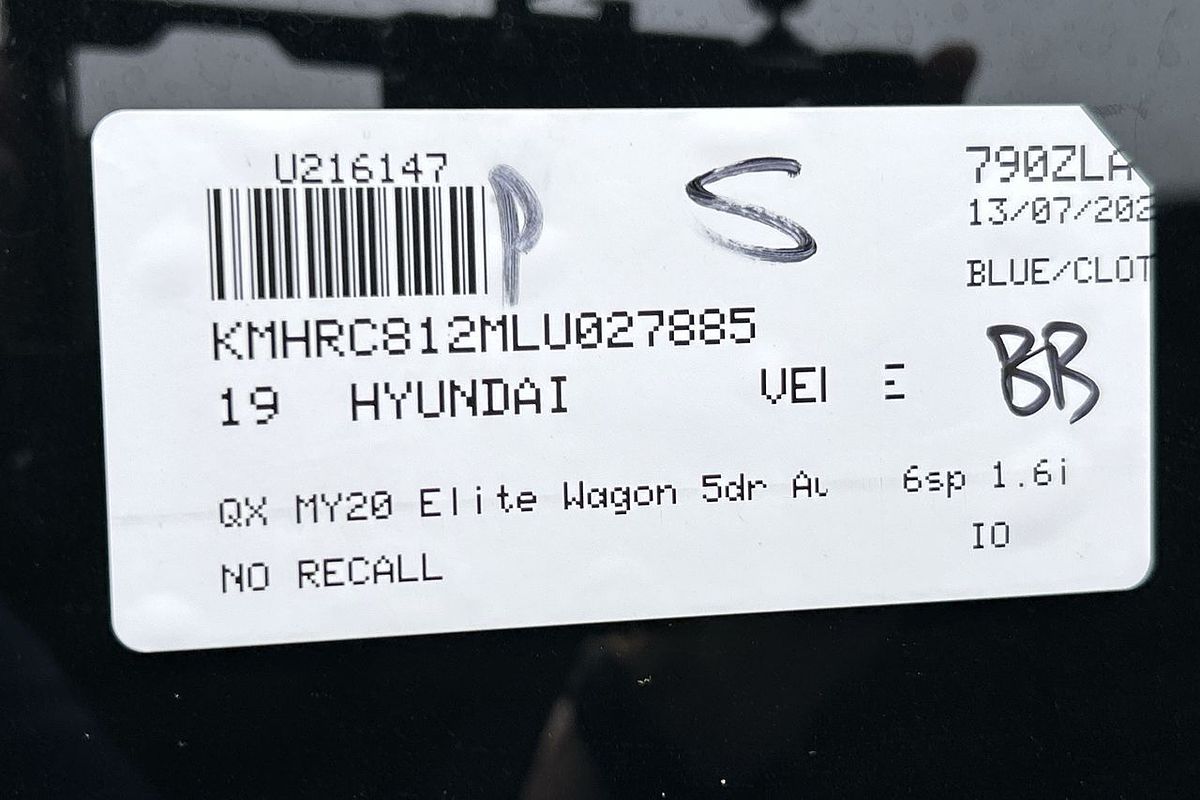 U216147
P S
790ZLA
13/07/202
BLUE/CLOT
KMHRC812MLU027885
BB
19 HYUNDAI VEI E
QX MY20 Elite Wagon 5dr Au 6sp 1.6i
IO
NO RECALL